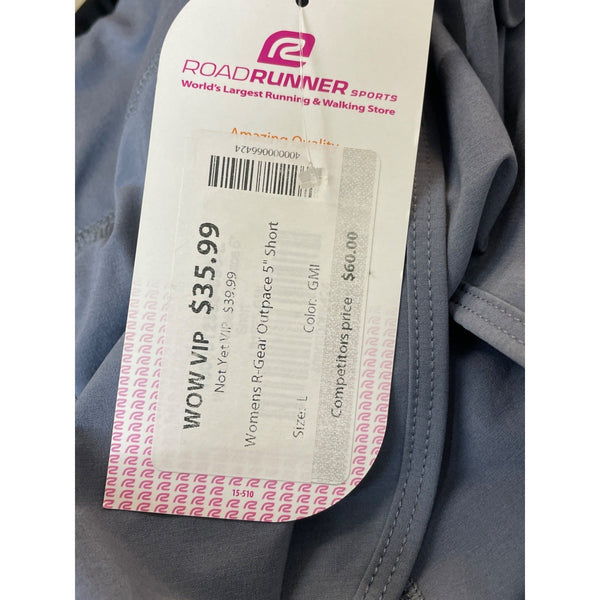 ROADRUNNER SPORTS
World's Largest Running & Walking Store
Amazing Quality
4000000066424
WOW VIP $35.99
Not Yet VIP $39.99
Womens R-Gear Outpace 5" Short
Size: L Color: GMI
Competitors price $60.00
15-510